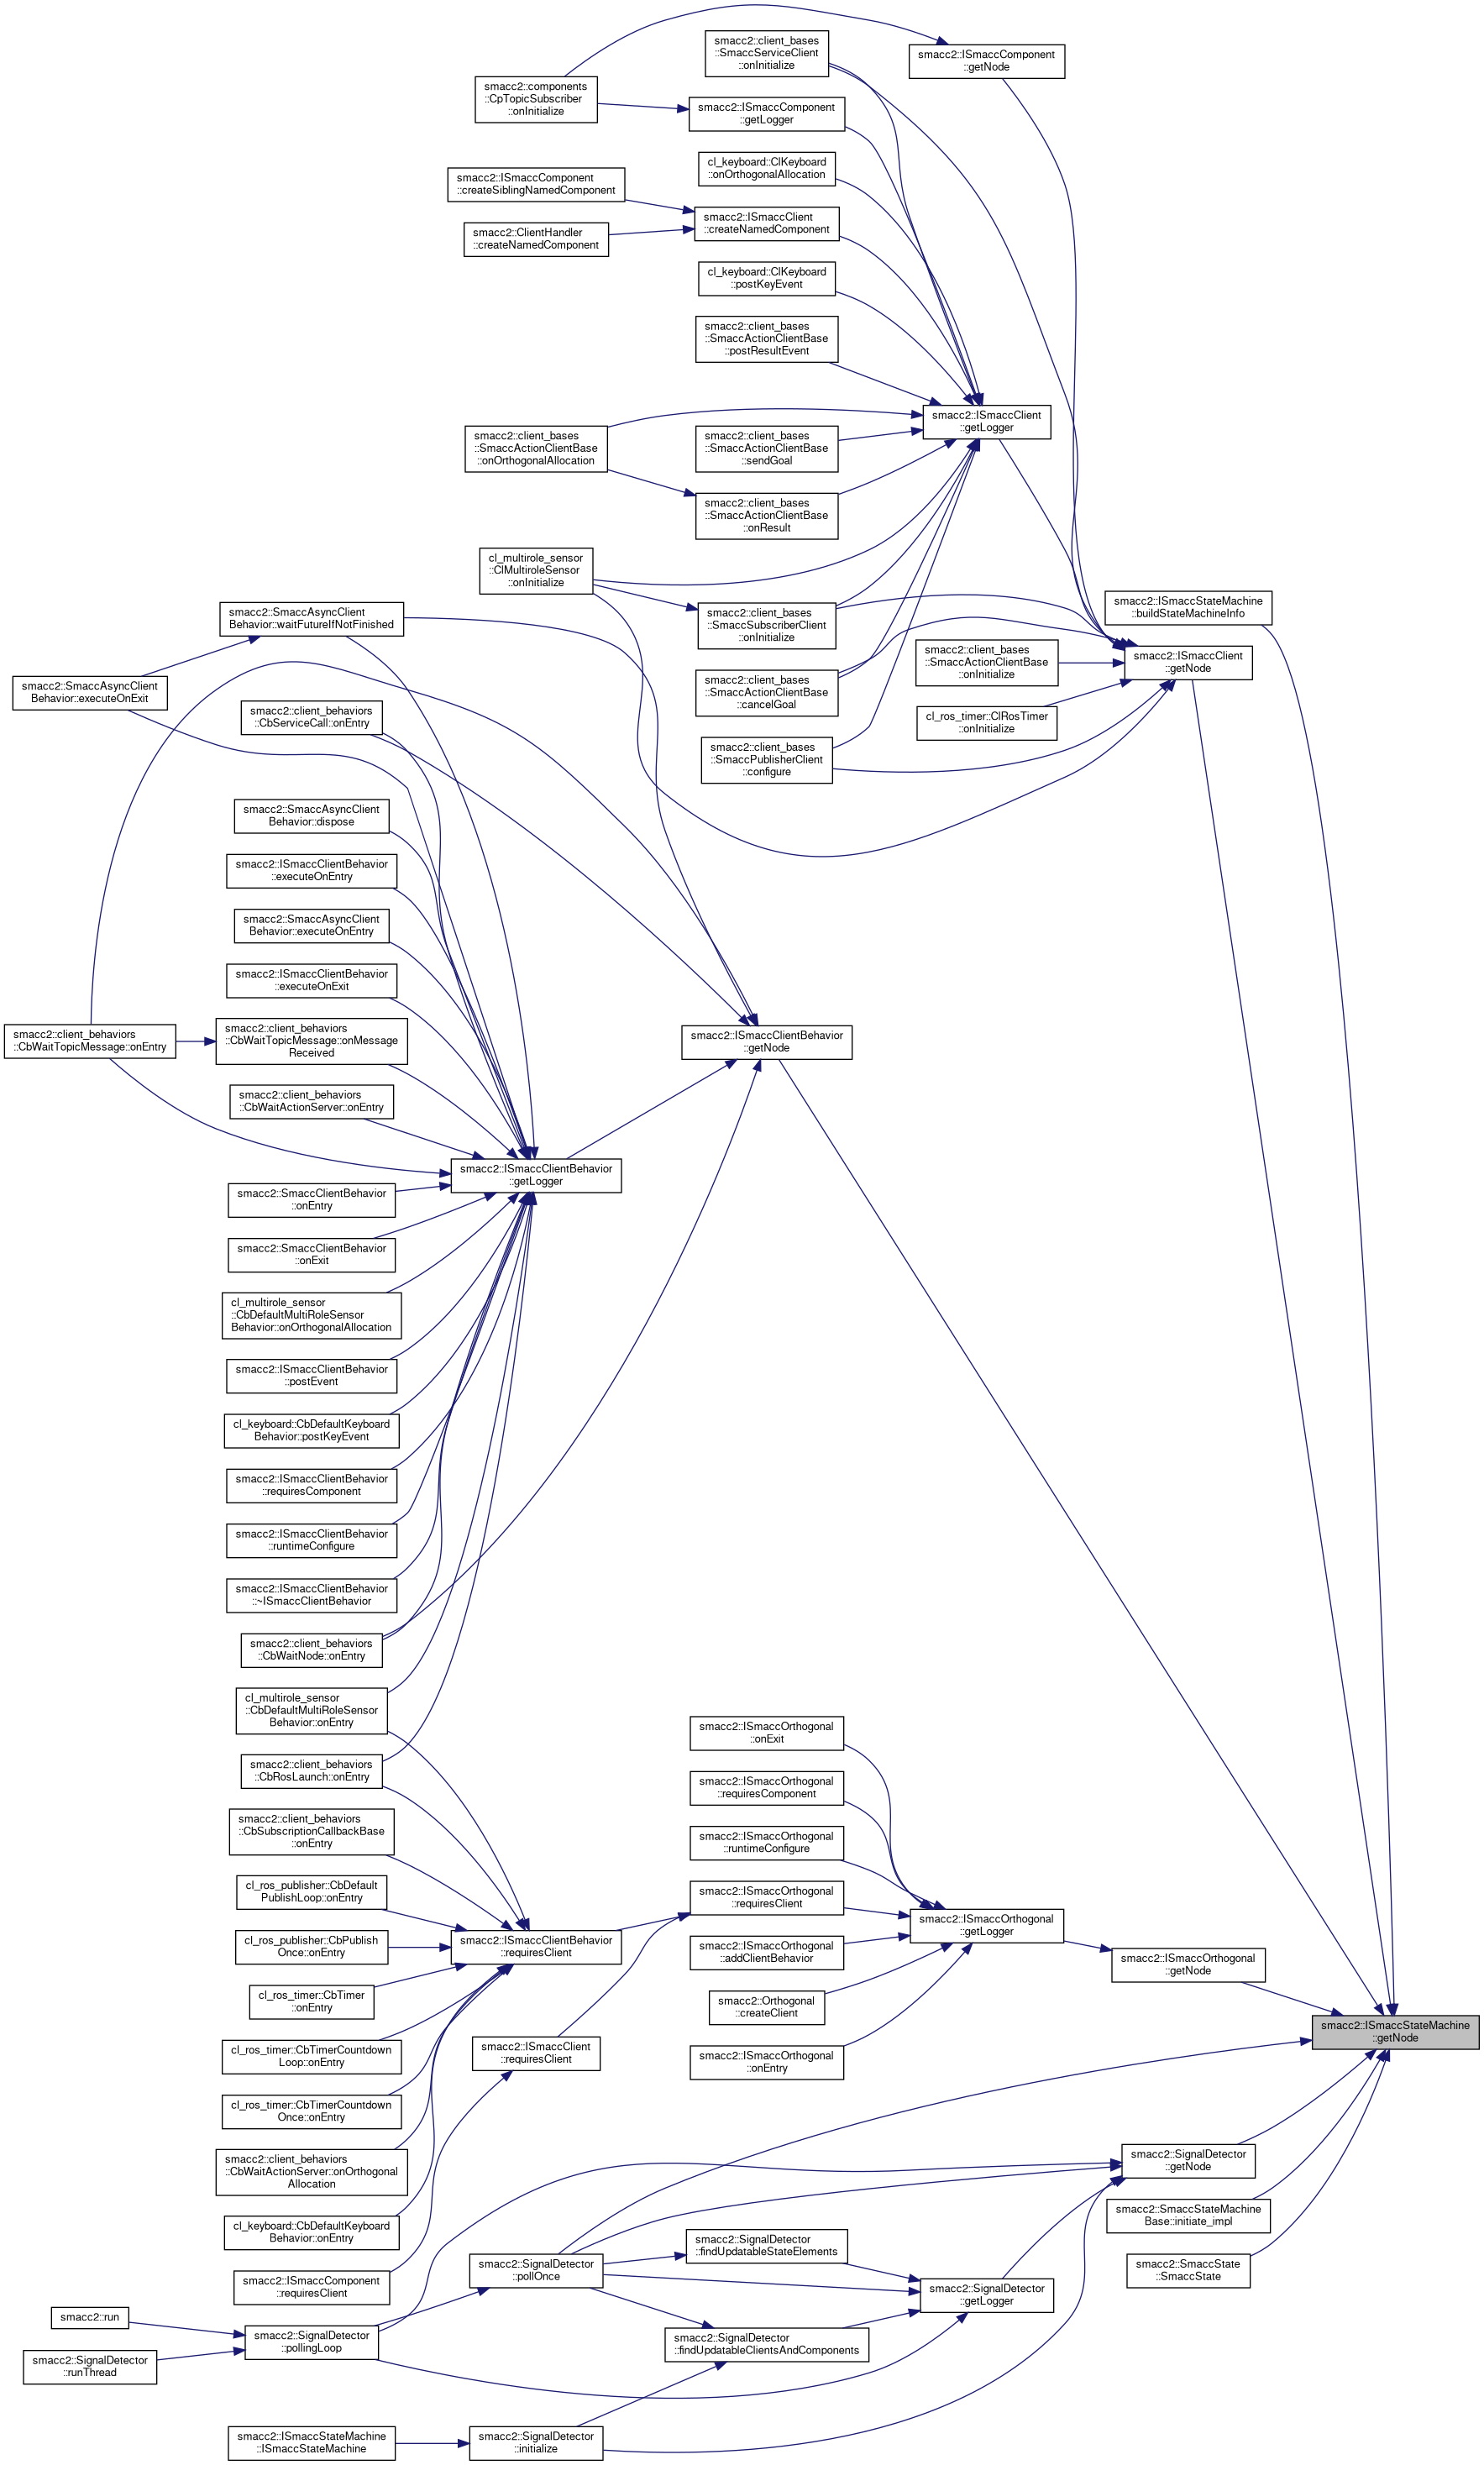 smacc2::client_bases
::SmaccServiceClient
::onInitialize
smacc2::ISmaccComponent
::getNode
smacc2::components
::CpTopicSubscriber
::onInitialize
smacc2::ISmaccComponent
::getLogger
cl_keyboard::ClKeyboard
::onOrthogonalAllocation
smacc2::ISmaccComponent
::createSiblingNamedComponent
smacc2::ISmaccClient
::createNamedComponent
smacc2::ClientHandler
::createNamedComponent
cl_keyboard::ClKeyboard
::postKeyEvent
smacc2::client_bases
::SmaccActionClientBase
::postResultEvent
smacc2::ISmaccClient
::getLogger
smacc2::client_bases
::SmaccActionClientBase
::onOrthogonalAllocation
smacc2::client_bases
::SmaccActionClientBase
::sendGoal
smacc2::client_bases
::SmaccActionClientBase
::onResult
cl_multirole_sensor
::ClMultiroleSensor
::onInitialize
smacc2::ISmaccStateMachine
::buildStateMachineInfo
smacc2::SmaccAsyncClient
Behavior::waitFutureIfNotFinished
smacc2::client_bases
::SmaccSubscriberClient
::onInitialize
smacc2::client_bases
::SmaccActionClientBase
::onInitialize
smacc2::ISmaccClient
::getNode
smacc2::SmaccAsyncClient
Behavior::executeOnExit
smacc2::client_bases
::SmaccActionClientBase
::cancelGoal
smacc2::client_behaviors
::CbServiceCall::onEntry
cl_ros_timer::ClRosTimer
::onInitialize
smacc2::client_bases
::SmaccPublisherClient
::configure
smacc2::SmaccAsyncClient
Behavior::dispose
smacc2::ISmaccClientBehavior
::executeOnEntry
smacc2::SmaccAsyncClient
Behavior::executeOnEntry
smacc2::ISmaccClientBehavior
::executeOnExit
smacc2::client_behaviors
::CbWaitTopicMessage::onEntry
smacc2::client_behaviors
::CbWaitTopicMessage::onMessage
Received
smacc2::ISmaccClientBehavior
::getNode
smacc2::client_behaviors
::CbWaitActionServer::onEntry
smacc2::ISmaccClientBehavior
::getLogger
smacc2::SmaccClientBehavior
::onEntry
smacc2::SmaccClientBehavior
::onExit
cl_multirole_sensor
::CbDefaultMultiRoleSensor
Behavior::onOrthogonalAllocation
smacc2::ISmaccClientBehavior
::postEvent
cl_keyboard::CbDefaultKeyboard
Behavior::postKeyEvent
smacc2::ISmaccClientBehavior
::requiresComponent
smacc2::ISmaccClientBehavior
::runtimeConfigure
smacc2::ISmaccClientBehavior
::~ISmaccClientBehavior
smacc2::client_behaviors
::CbWaitNode::onEntry
cl_multirole_sensor
::CbDefaultMultiRoleSensor
Behavior::onEntry
smacc2::ISmaccOrthogonal
::onExit
smacc2::client_behaviors
::CbRosLaunch::onEntry
smacc2::ISmaccOrthogonal
::requiresComponent
smacc2::client_behaviors
::CbSubscriptionCallbackBase
::onEntry
smacc2::ISmaccOrthogonal
::runtimeConfigure
cl_ros_publisher::CbDefault
PublishLoop::onEntry
smacc2::ISmaccOrthogonal
::requiresClient
smacc2::ISmaccOrthogonal
::getLogger
cl_ros_publisher::CbPublish
Once::onEntry
smacc2::ISmaccClientBehavior
::requiresClient
smacc2::ISmaccOrthogonal
::addClientBehavior
smacc2::ISmaccOrthogonal
::getNode
cl_ros_timer::CbTimer
::onEntry
smacc2::Orthogonal
::createClient
smacc2::ISmaccStateMachine
::getNode
cl_ros_timer::CbTimerCountdown
Loop::onEntry
smacc2::ISmaccClient
::requiresClient
smacc2::ISmaccOrthogonal
::onEntry
cl_ros_timer::CbTimerCountdown
Once::onEntry
smacc2::client_behaviors
::CbWaitActionServer::onOrthogonal
Allocation
smacc2::SignalDetector
::getNode
cl_keyboard::CbDefaultKeyboard
Behavior::onEntry
smacc2::SmaccStateMachine
Base::initiate_impl
smacc2::ISmaccComponent
::requiresClient
smacc2::SignalDetector
::pollOnce
smacc2::SignalDetector
::findUpdatableStateElements
smacc2::SmaccState
::SmaccState
smacc2::SignalDetector
::getLogger
smacc2::run
smacc2::SignalDetector
::pollingLoop
smacc2::SignalDetector
::findUpdatableClientsAndComponents
smacc2::SignalDetector
::runThread
smacc2::ISmaccStateMachine
::ISmaccStateMachine
smacc2::SignalDetector
::initialize